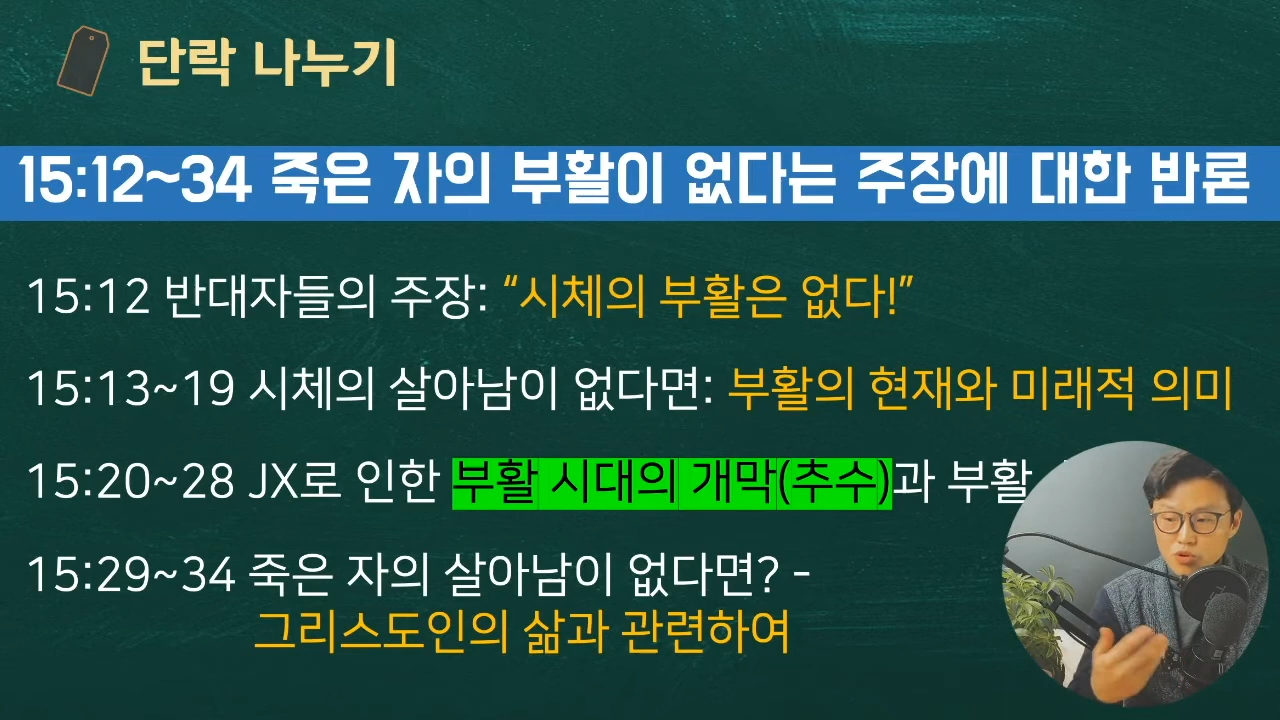 단락 나누기
15:12~34 죽은 자의 부활이 없다는 주장에 대한 반론
15:12 반대자들의 주장: “시체의 부활은 없다!”
15:13~19 시체의 살아남이 없다면: 부활의 현재와 미래적 의미
15:20~28 JX로 인한 부활 시대의 개막(추수)과 부활
15:29~34 죽은 자의 살아남이 없다면? -
그리스도인의 삶과 관련하여